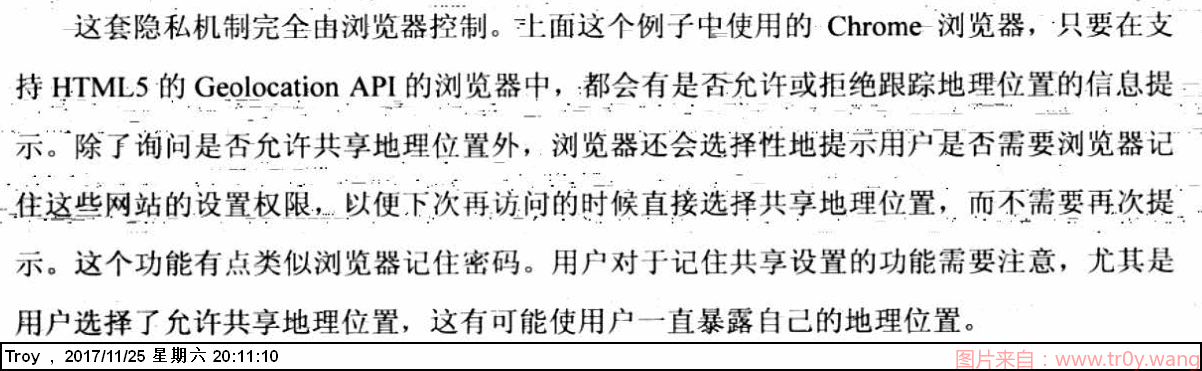 这套隐私机制完全由浏览器控制。上面这个例子中使用的 Chrome 浏览器，只要在支
持 HTML5 的 Geolocation API 的浏览器中，都会有是否允许或拒绝跟踪地理位置的信息提
示。除了询问是否允许共享地理位置外，浏览器还会选择性地提示用户是否需要浏览器记
住这些网站的设置权限，以便下次再访问的时候直接选择共享地理位置，而不需要再次提
示。这个功能有点类似浏览器记住密码。用户对于记住共享设置的功能需要注意，尤其是
用户选择了允许共享地理位置，这有可能使用户一直暴露自己的地理位置。
Troy , 2017/11/25 星期六 20:11:10
图片来自：www.tr0y.wang